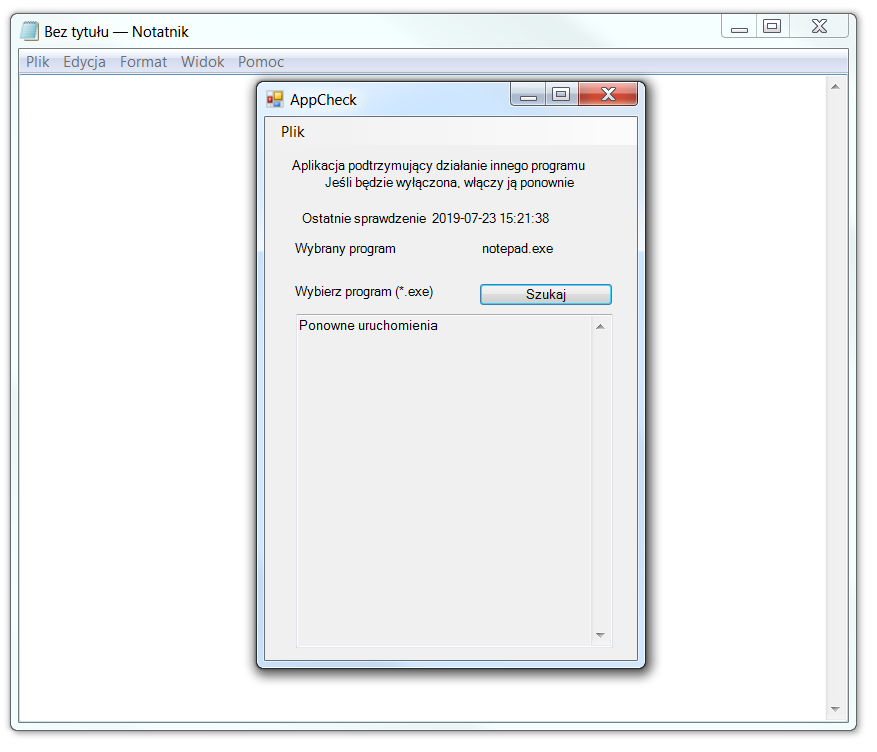 Bez tytułu — Notatnik
Plik Edycja Format Widok Pomoc
AppCheck
Plik
Aplikacja podtrzymujący działanie innego programu
Jeśli będzie wyłączona, włączy ją ponownie
Ostatnie sprawdzenie 2019-07-23 15:21:38
Wybrany program notepad.exe
Wybierz program (*.exe) Szukaj
Ponowne uruchomienia